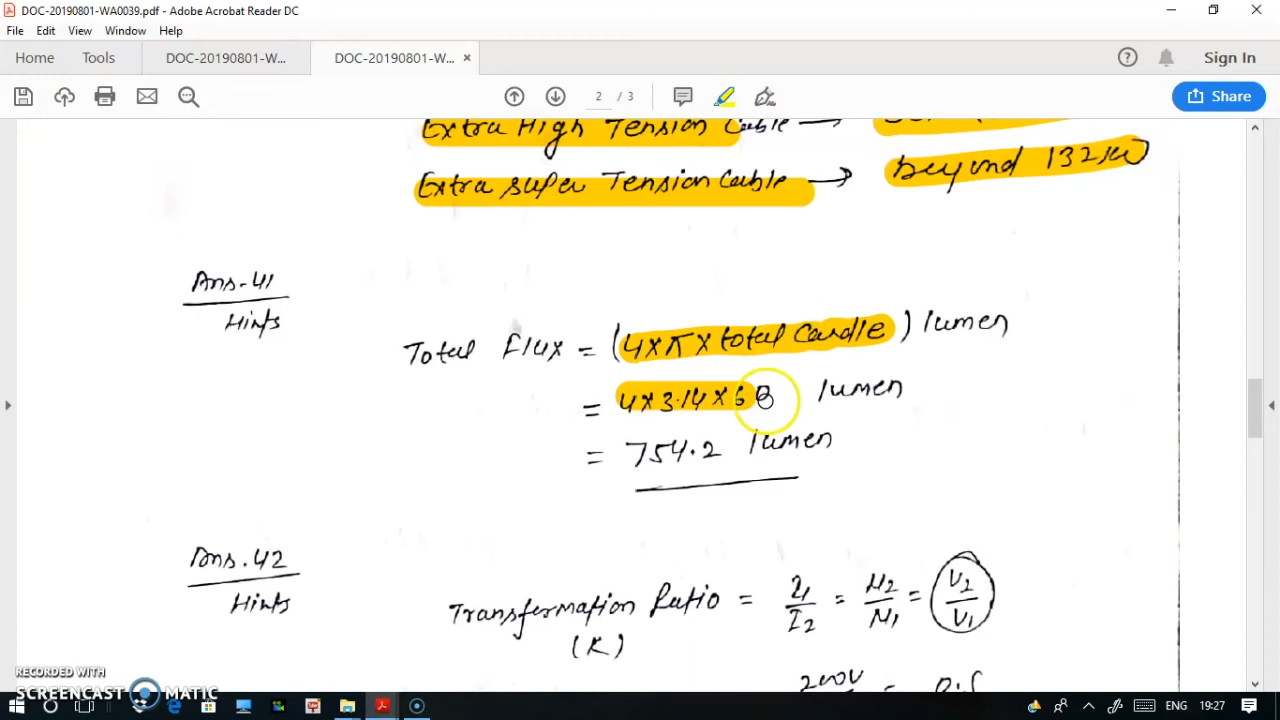 DOC-20190801-WA0039.pdf - Adobe Acrobat Reader DC
File Edit View Window Help
Home Tools DOC-20190801-W... DOC-20190801-W... × Sign In
2 / 3 Share
Extra High Tension Cable →
Extra super Tension Cable → beyond 132 kV
Ans-41
Hints
Total Flux = (4×π× total Candle) lumen
= 4×3.14×60 lumen
= 754.2 lumen
Ans. 42
Hints
Transformation Ratio = I1/I2 = N2/N1 = V2/V1
(K)
200V = 0.5
RECORDED WITH
SCREENCAST MATIC
ENG 19:27